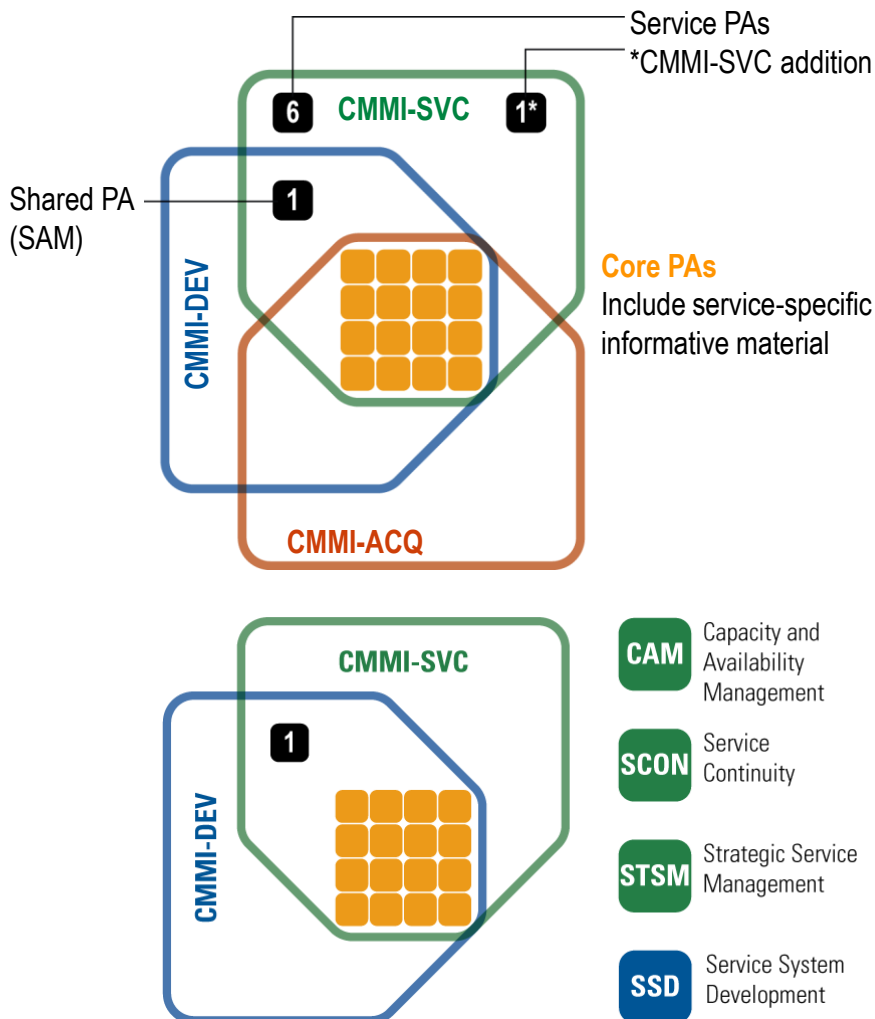 Service PAs
*CMMI-SVC addition
6
CMMI-SVC
1*
Shared PA
(SAM)
1
CMMI-DEV
Core PAs
Include service-specific
informative material
CMMI-ACQ
CMMI-SVC
1
CMMI-DEV
CAM
Capacity and
Availability
Management
SCON
Service
Continuity
STSM
Strategic Service
Management
SSD
Service System
Development